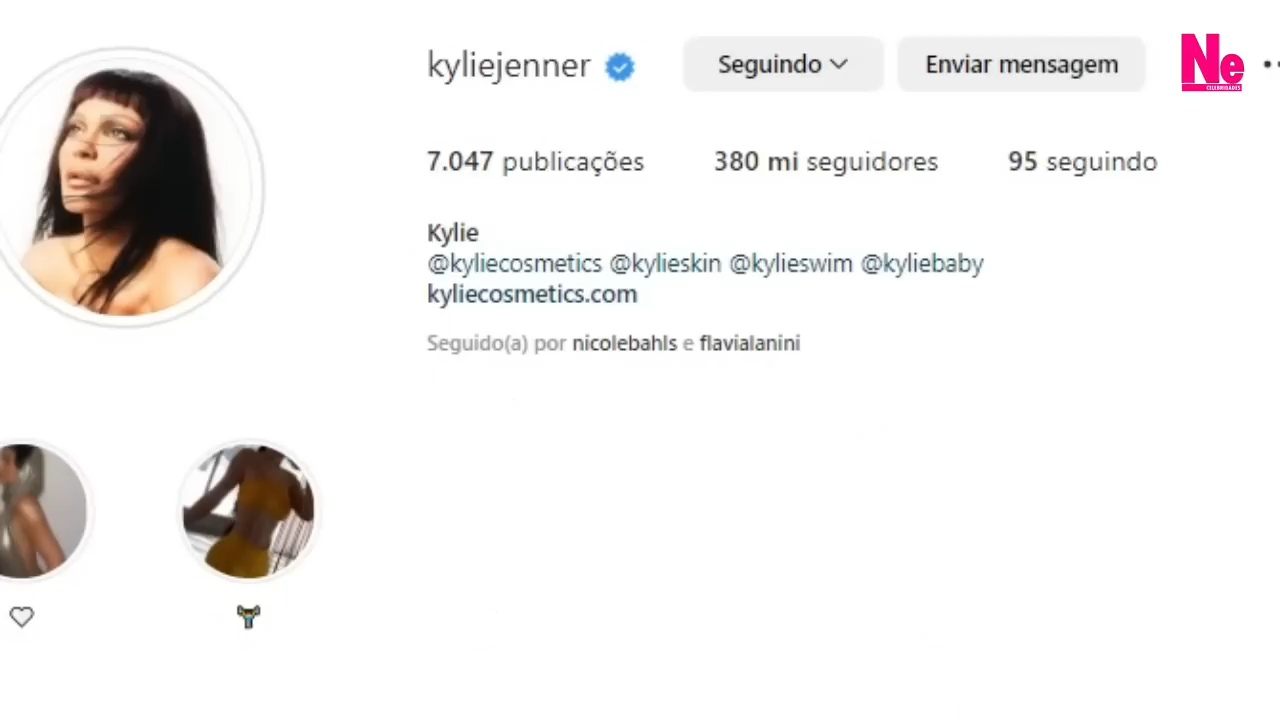 kyliejenner
Seguindo
Enviar mensagem
Ne
CELEBRIDADES
7.047 publicações
380 mi seguidores
95 seguindo
Kylie
@kyliecosmetics @kylieskin @kylieswim @kyliebaby
kyliecosmetics.com
Seguido(a) por nicolebahls e flavialanini